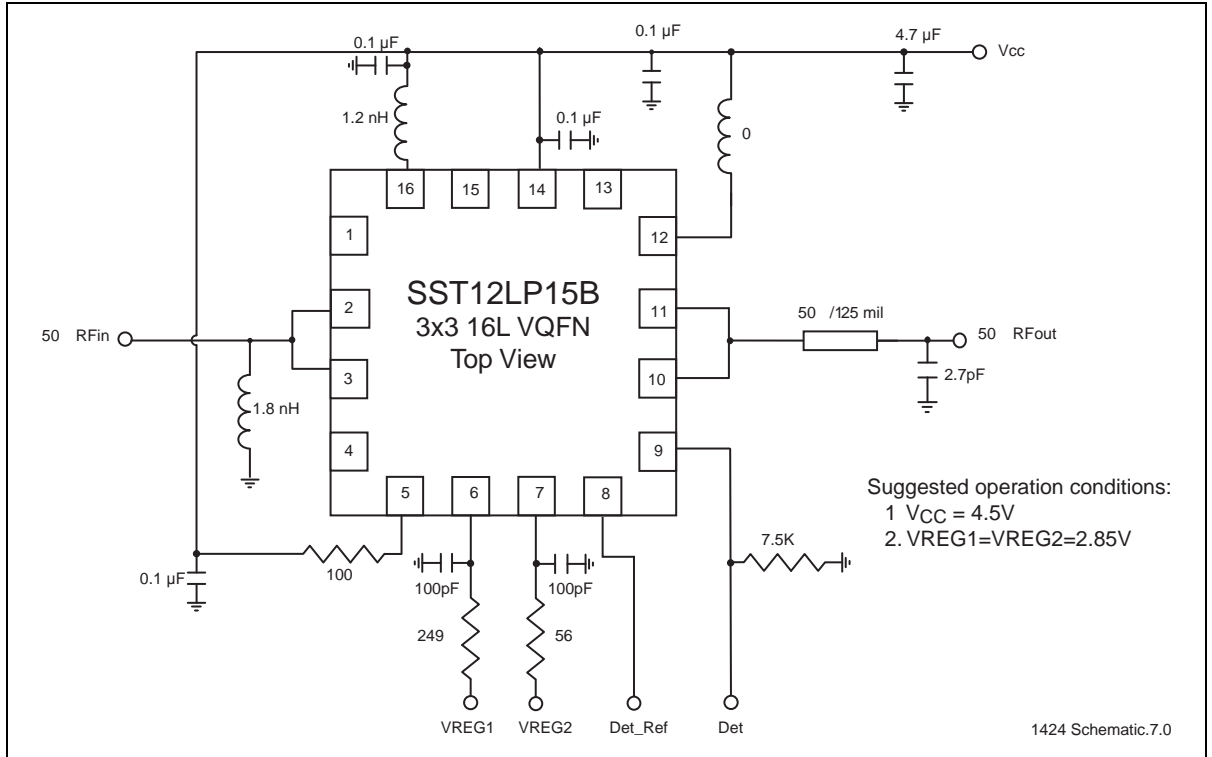 0.1 µF
0.1 µF
4.7 µF
Vcc
1.2 nH
0.1 µF
0
16
15
14
13
1
12
SST12LP15B
3x3 16L VQFN
Top View
2
11
50 /125 mil
50 RFin
50 RFout
3
10
2.7pF
1.8 nH
4
9
5
6
7
8
Suggested operation conditions:
1 VCC = 4.5V
2. VREG1=VREG2=2.85V
7.5K
0.1 µF
100
100pF
100pF
249
56
VREG1
VREG2
Det_Ref
Det
1424 Schematic.7.0